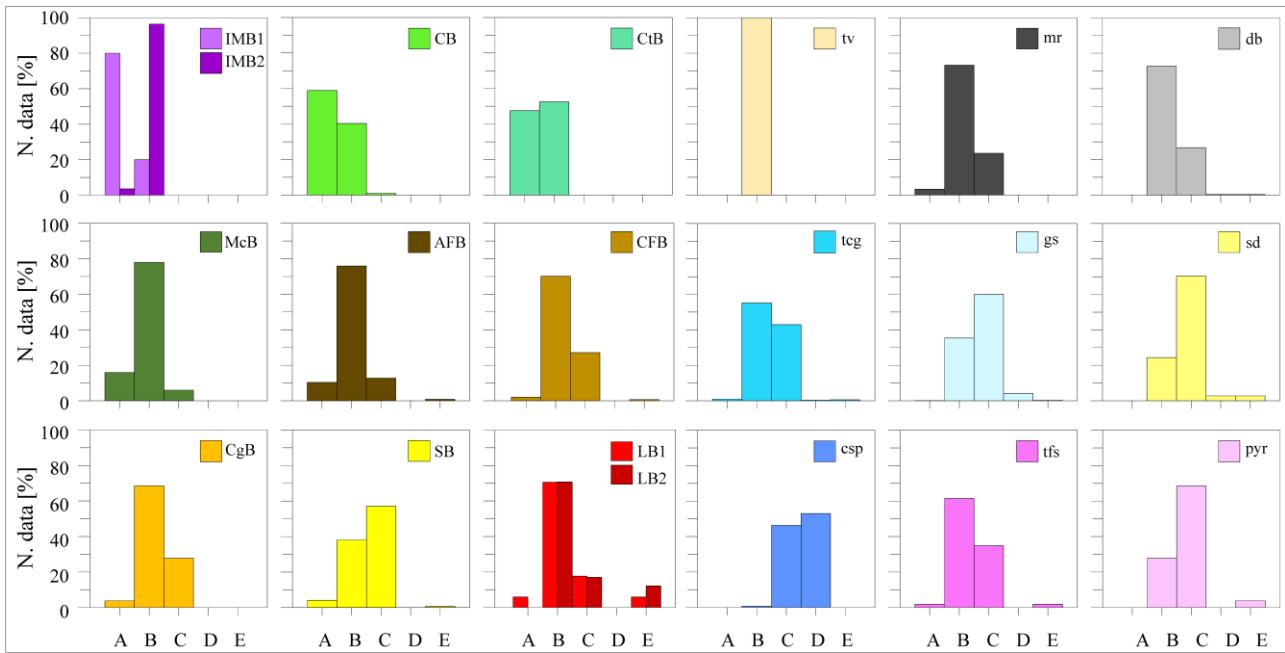 100
80
60
40
20
0
N. data [%]
IMB1
IMB2
CB
CtB
tv
mr
db
100
80
60
40
20
0
N. data [%]
McB
AFB
CFB
tcg
gs
sd
100
80
60
40
20
0
N. data [%]
CgB
SB
LB1
LB2
csp
tfs
pyr
A B C D E
A B C D E
A B C D E
A B C D E
A B C D E
A B C D E